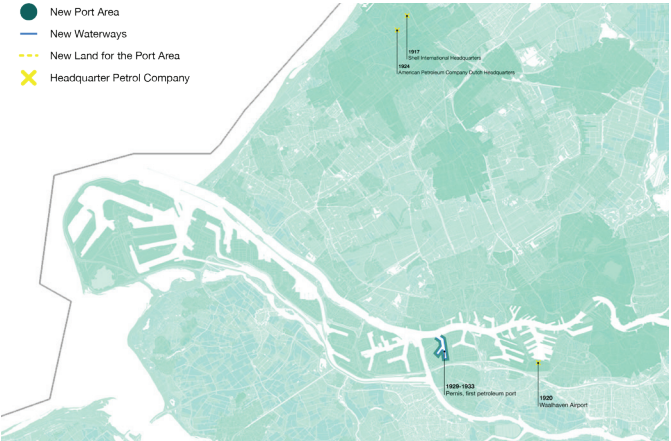 New Port Area
New Waterways
New Land for the Port Area
Headquarter Petrol Company
1917
Shell International Headquarters
1924
American Petroleum Company Dutch Headquarters
1929-1933
Pernis, first petroleum port
1920
Waalhaven Airport